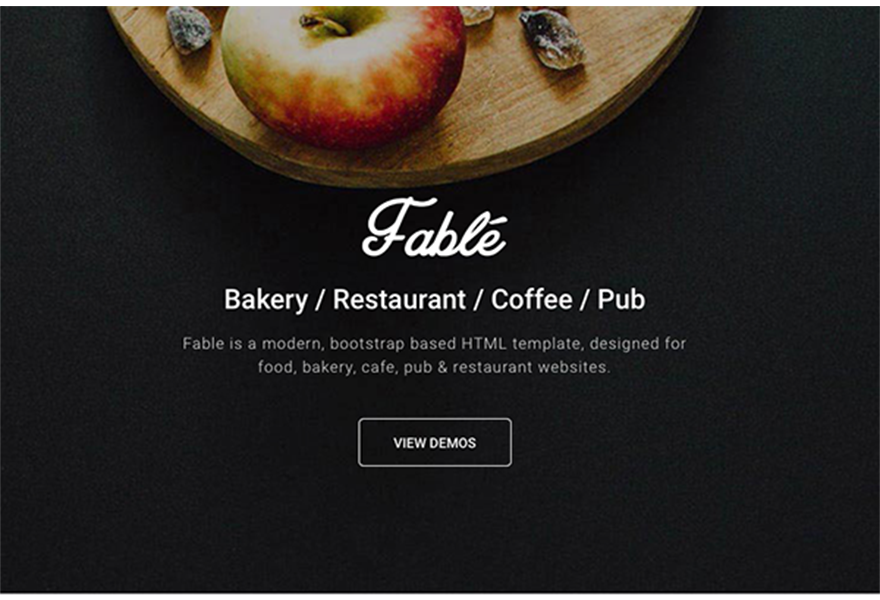 Fablé
Bakery / Restaurant / Coffee / Pub
Fable is a modern, bootstrap based HTML template, designed for
food, bakery, cafe, pub & restaurant websites.
VIEW DEMOS